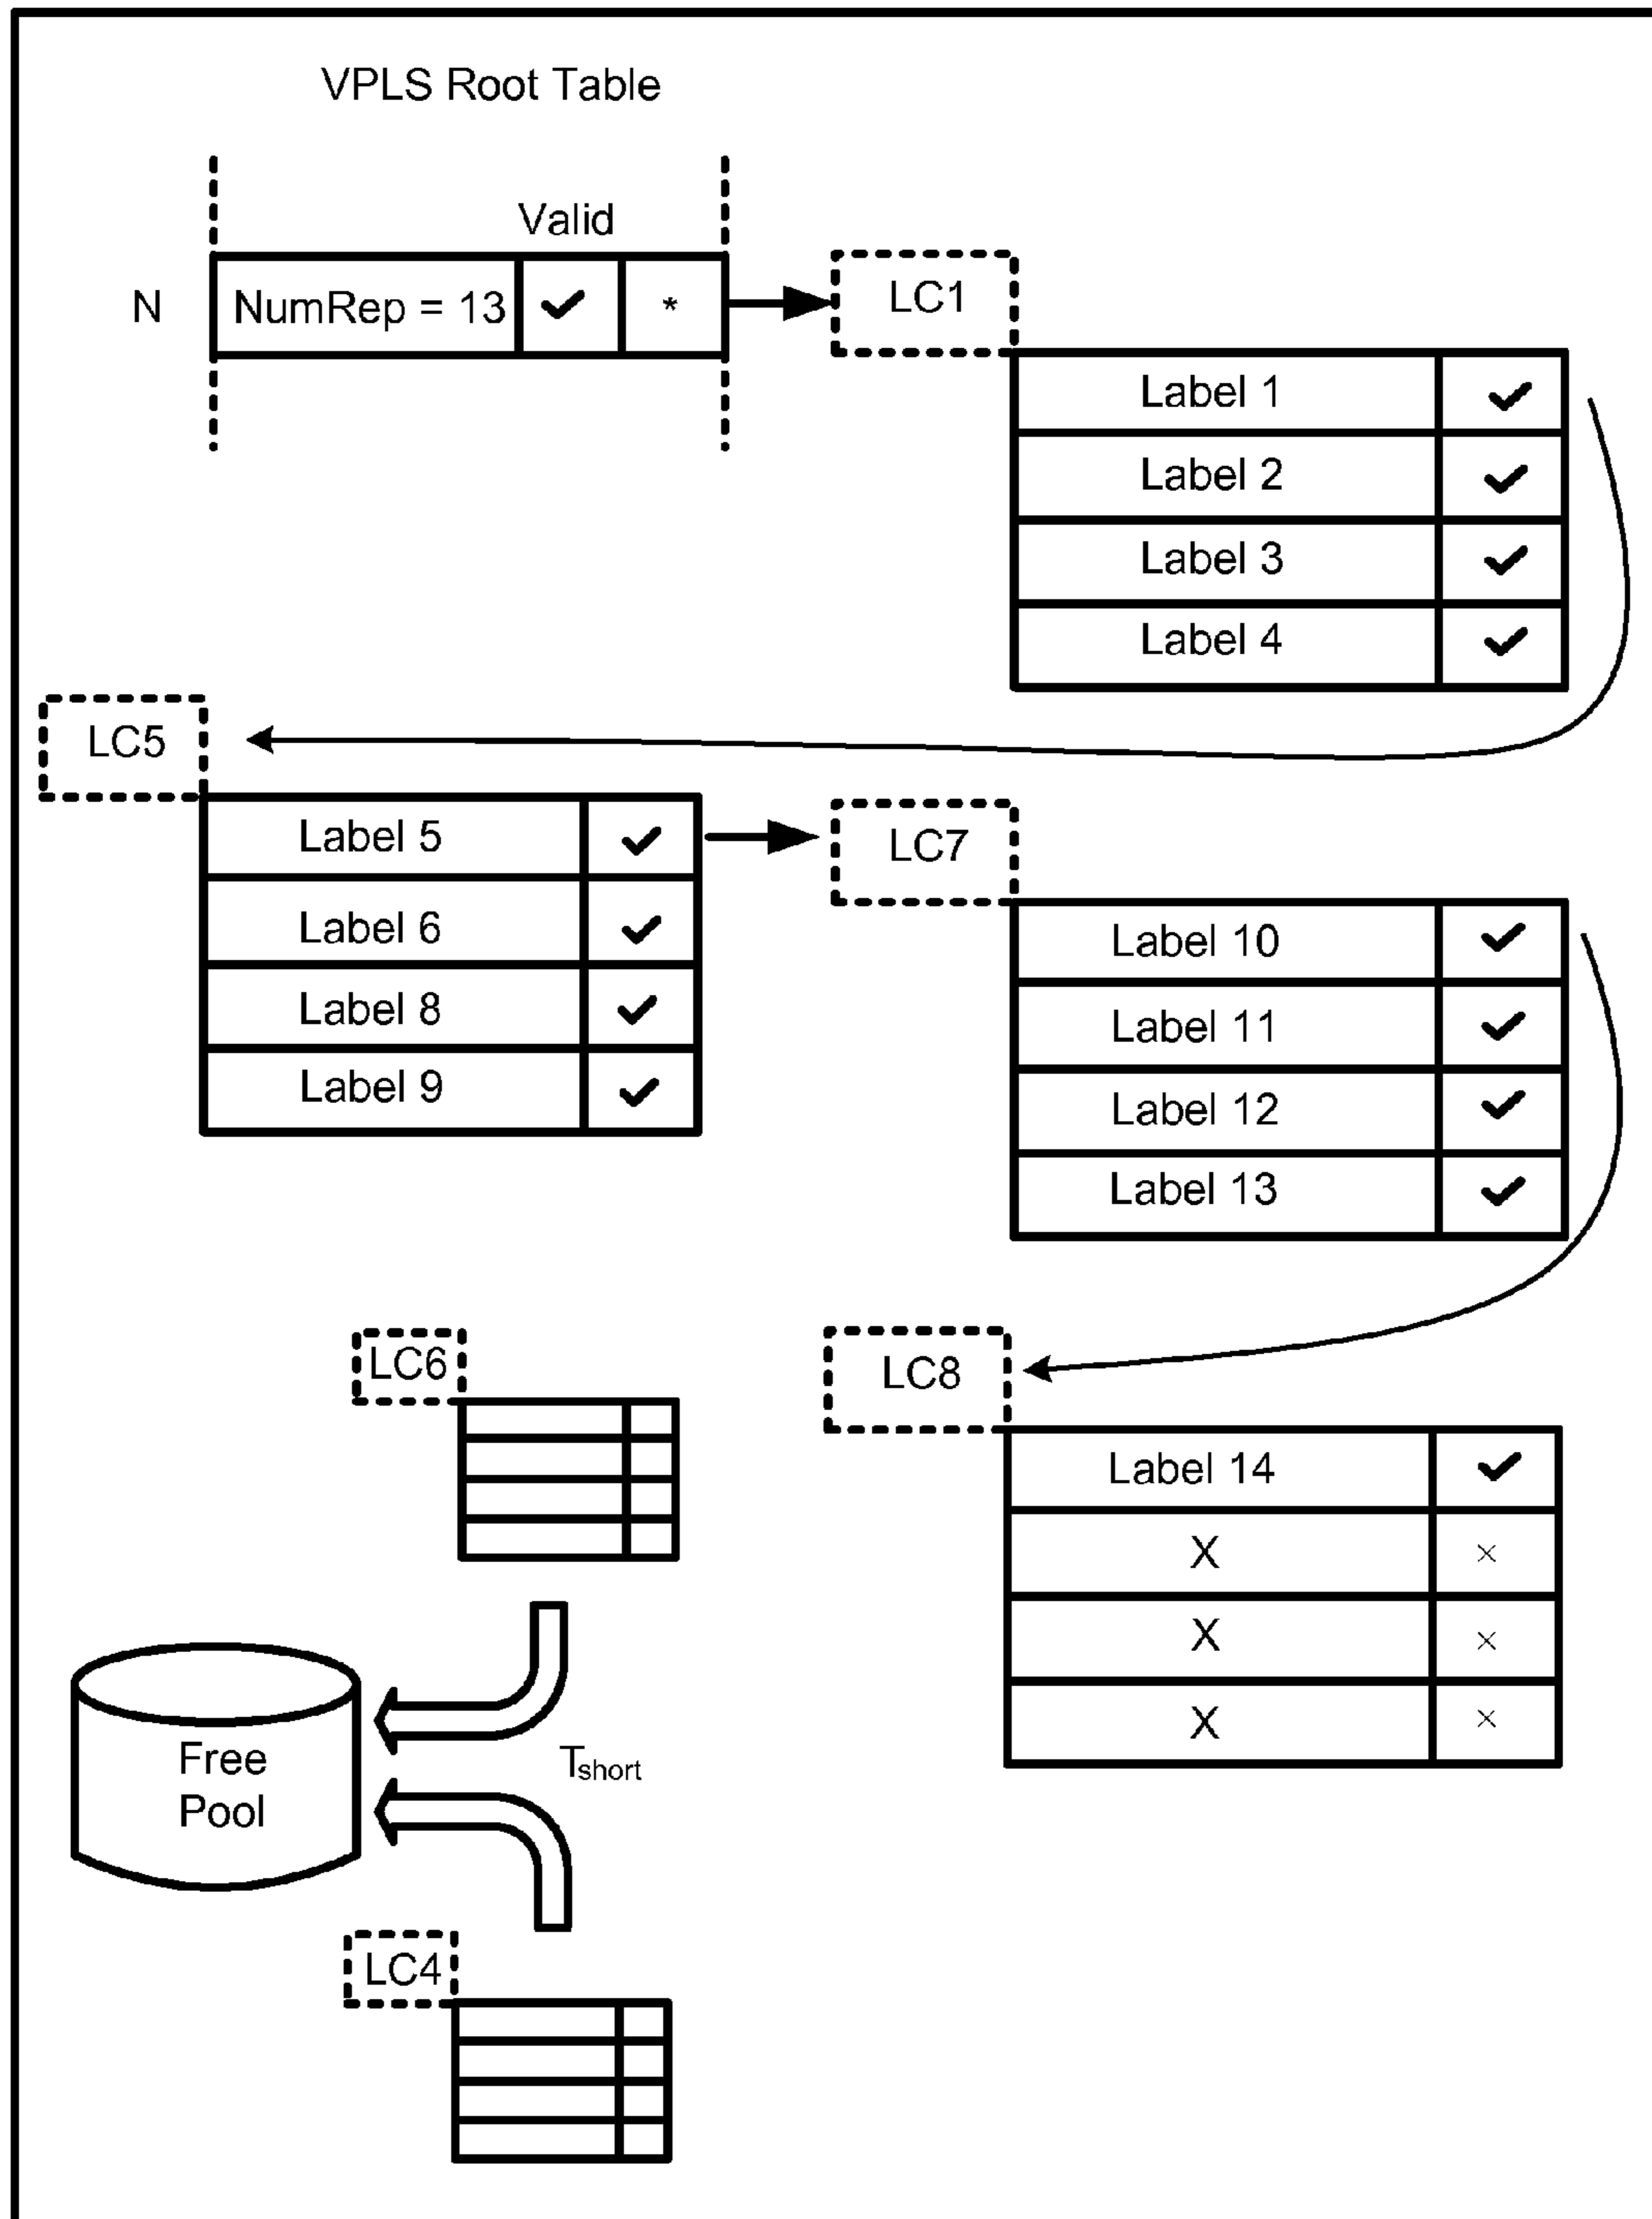 VPLS Root Table
Valid
N
NumRep = 13 ✓ *
LC1
Label 1 ✓
Label 2 ✓
Label 3 ✓
Label 4 ✓
LC5
Label 5 ✓
Label 6 ✓
Label 8 ✓
Label 9 ✓
LC7
Label 10 ✓
Label 11 ✓
Label 12 ✓
Label 13 ✓
LC6
LC8
Label 14 ✓
X ×
X ×
X ×
Free
Pool
Tshort
LC4